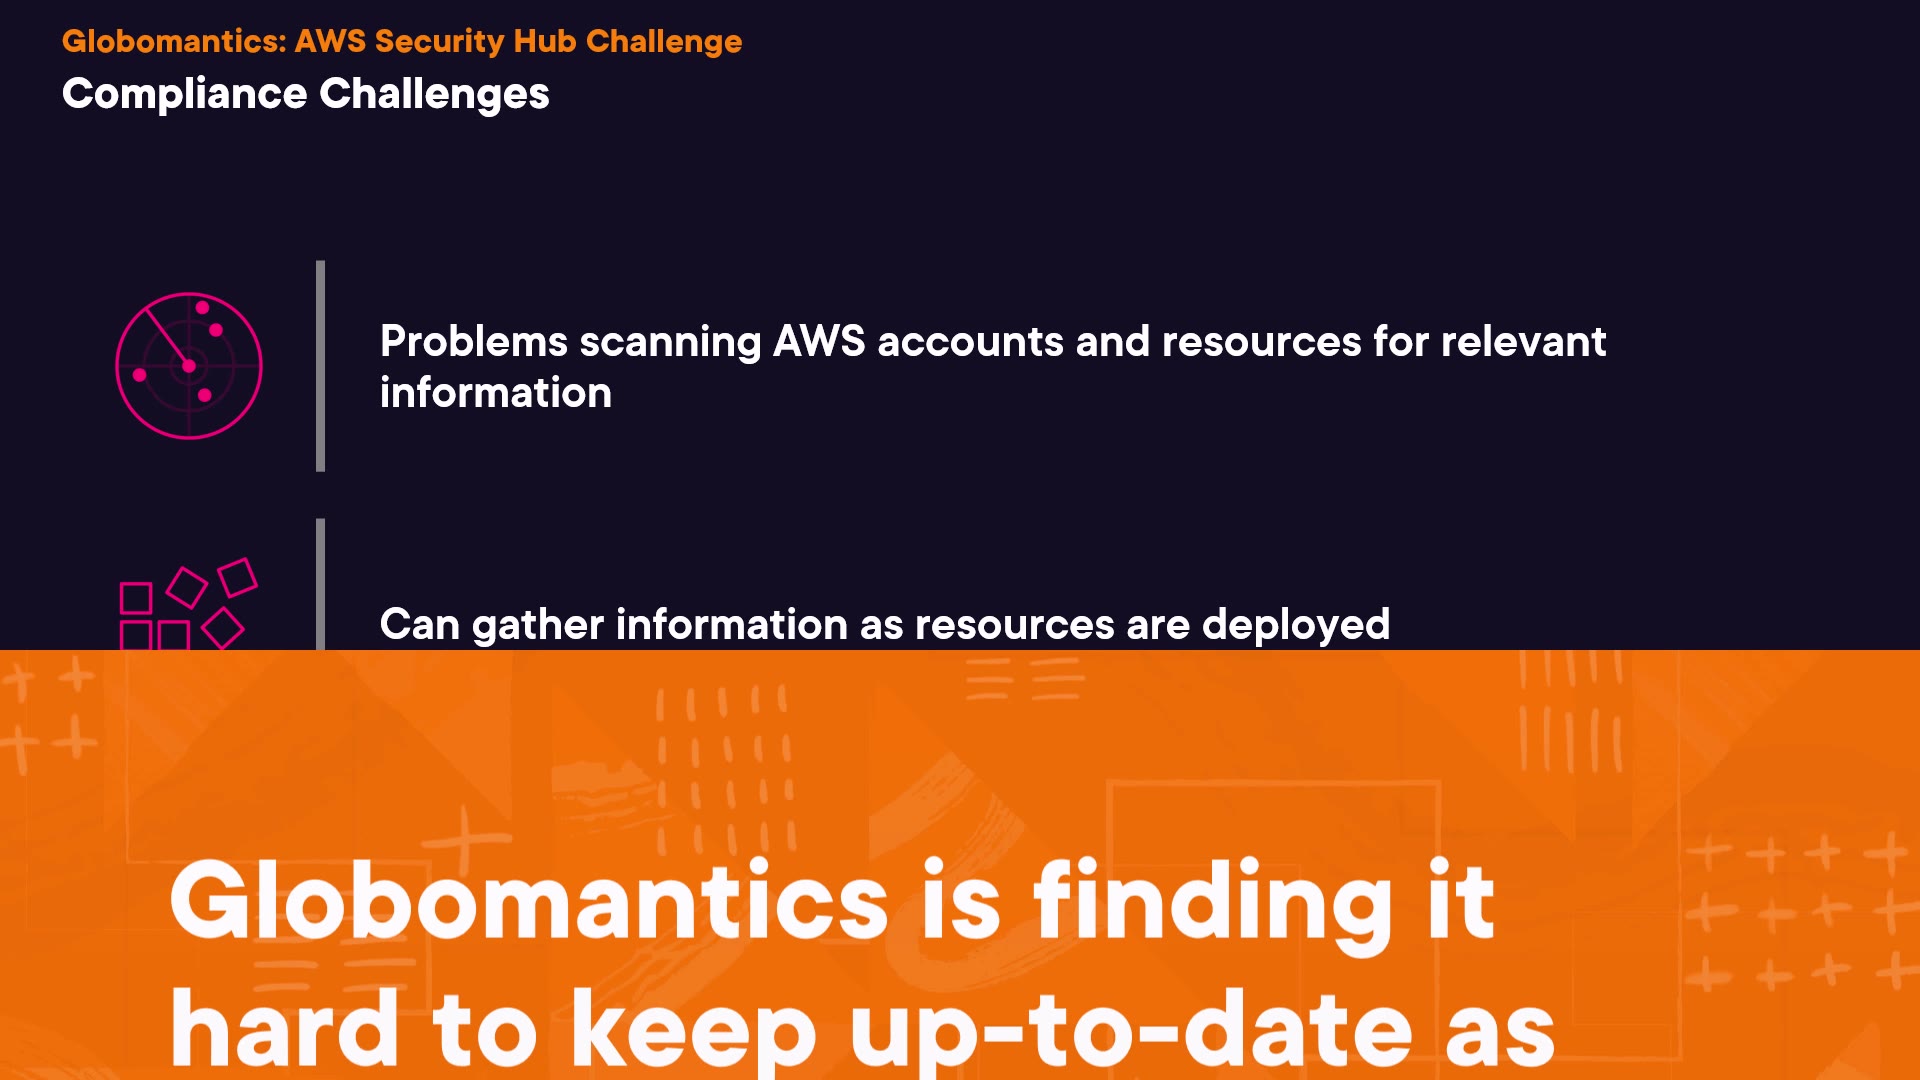 Globomantics: AWS Security Hub Challenge
Compliance Challenges
Problems scanning AWS accounts and resources for relevant
information
Can gather information as resources are deployed
Globomantics is finding it
hard to keep up-to-date as